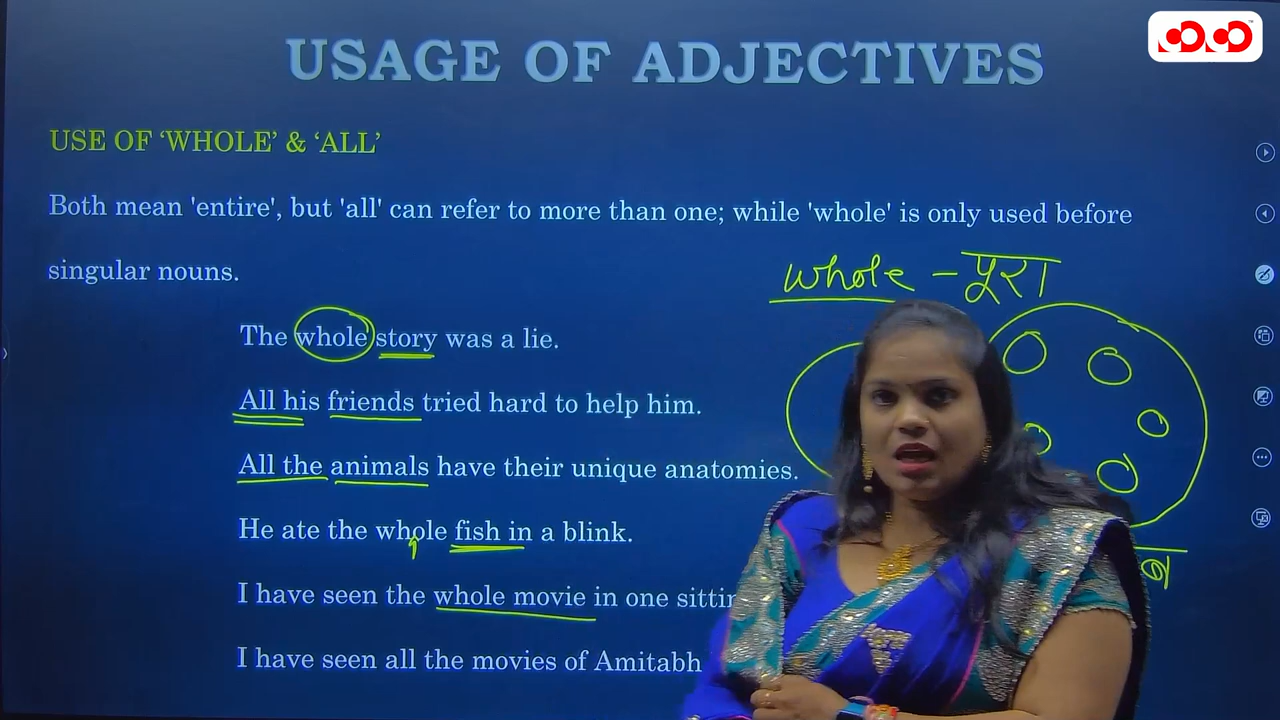 USAGE OF ADJECTIVES
USE OF ‘WHOLE’ & ‘ALL’
Both mean 'entire', but 'all' can refer to more than one; while 'whole' is only used before
singular nouns.
whole – पूरा
The whole story was a lie.
All his friends tried hard to help him.
All the animals have their unique anatomies.
He ate the whole fish in a blink.
I have seen the whole movie in one
I have seen all the movies of Amitabh